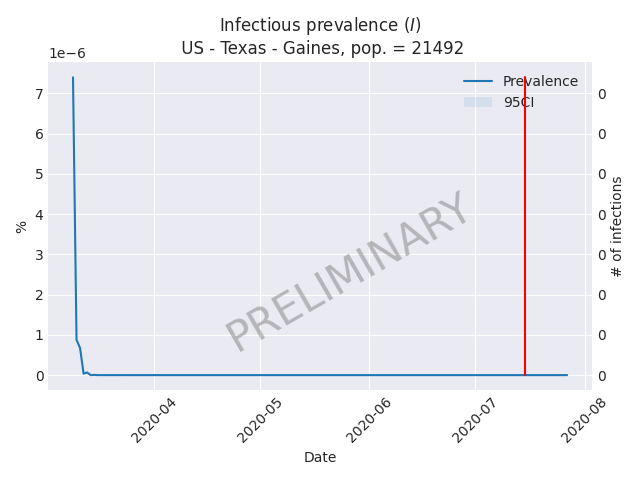 Infectious prevalence (I)
US - Texas - Gaines, pop. = 21492
1e−6
Prevalence
95CI
7
6
5
4
3
2
1
0
%
0
0
0
0
0
0
0
0
# of infections
PRELIMINARY
2020-04
2020-05
2020-06
2020-07
2020-08
Date